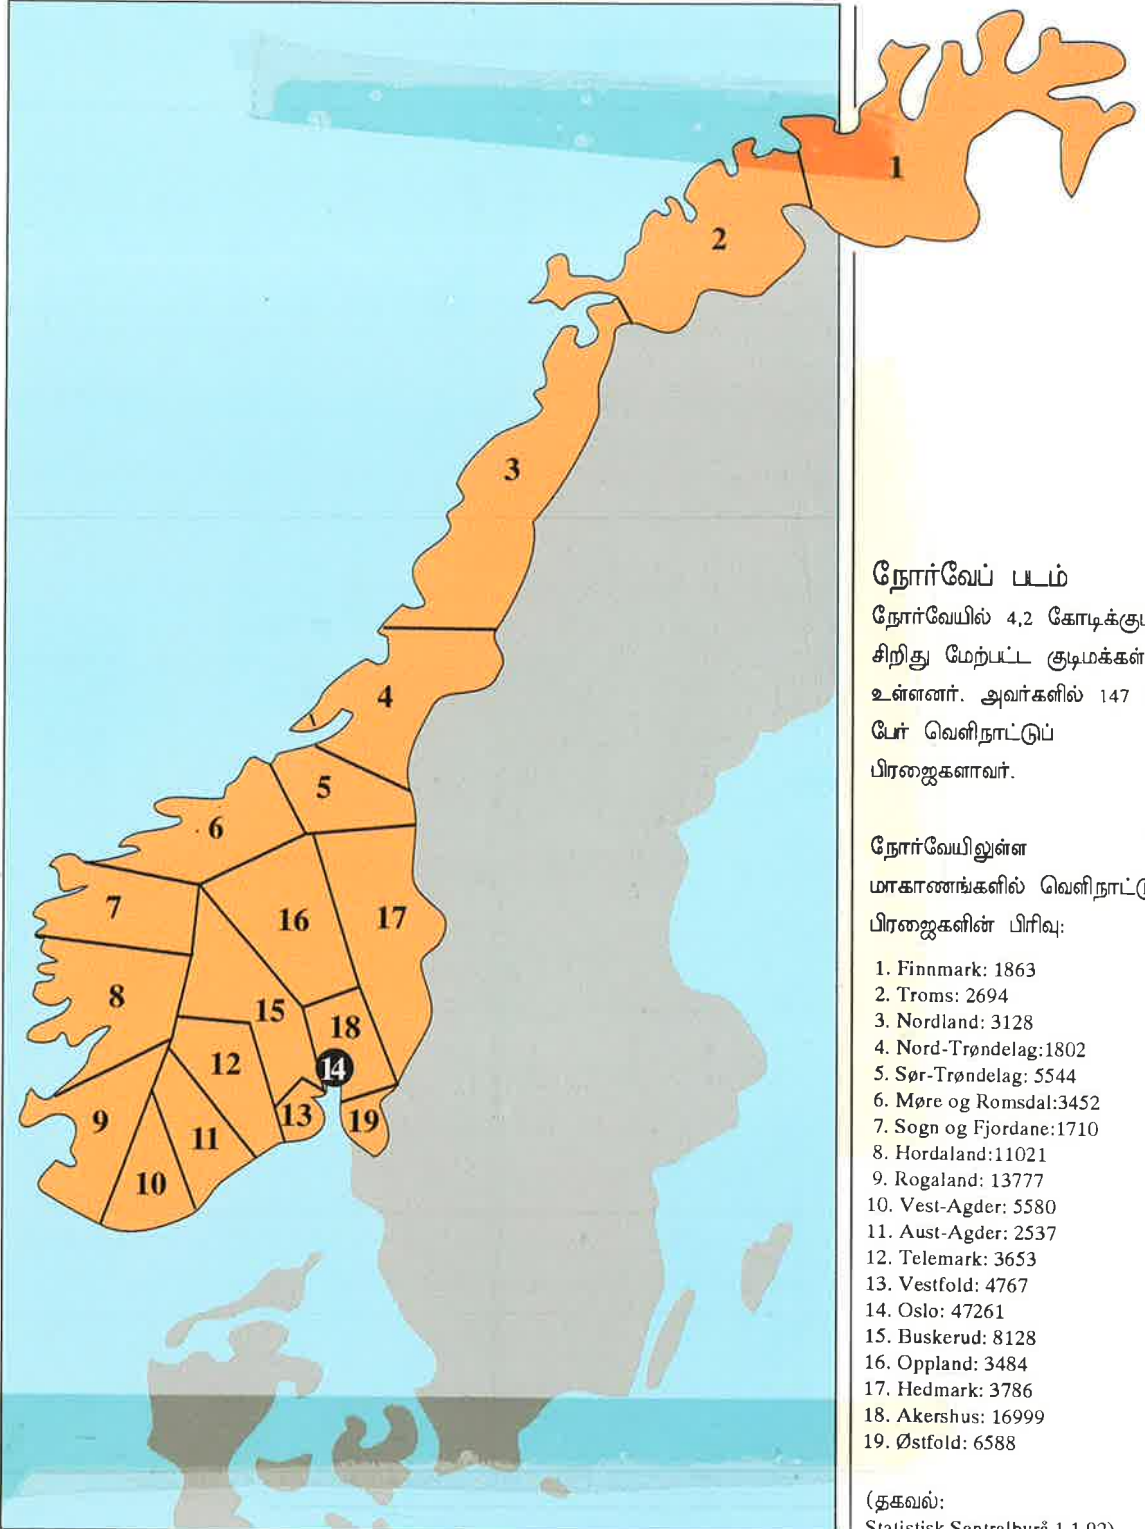 1
2
3
4
5
6
7
8
9
10
11
12
13
14
15
16
17
18
19
நோர்வேப் படம்
நோர்வேயில் 4,2
சிறிது மேற்பட்ட குடிமக்கள்
உள்ளனர். அவர்களில் 147
பேர் வெளிநாட்டுப்
பிரஜைகளாவர்.
நோர்வேயிலுள்ள
மாகாணங்களில்
பிரஜைகளின் பிரிவு:
1. Finnmark: 1863
2. Troms: 2694
3. Nordland: 3128
4. Nord-Trøndelag:1802
5. Sør-Trøndelag: 5544
6. Møre og Romsdal:3452
7. Sogn og Fjordane:1710
8. Hordaland:11021
9. Rogaland: 13777
10. Vest-Agder: 5580
11. Aust-Agder: 2537
12. Telemark: 3653
13. Vestfold: 4767
14. Oslo: 47261
15. Buskerud: 8128
16. Oppland: 3484
17. Hedmark: 3786
18. Akershus: 16999
19. Østfold: 6588
(தகவல்:
Statistisk Sentralbyrå 1.1.92)